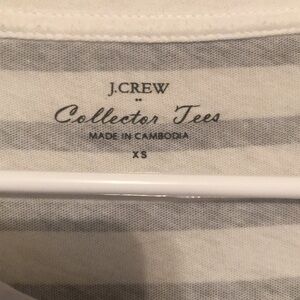 J.CREW
Collector Tees
MADE IN CAMBODIA
XS